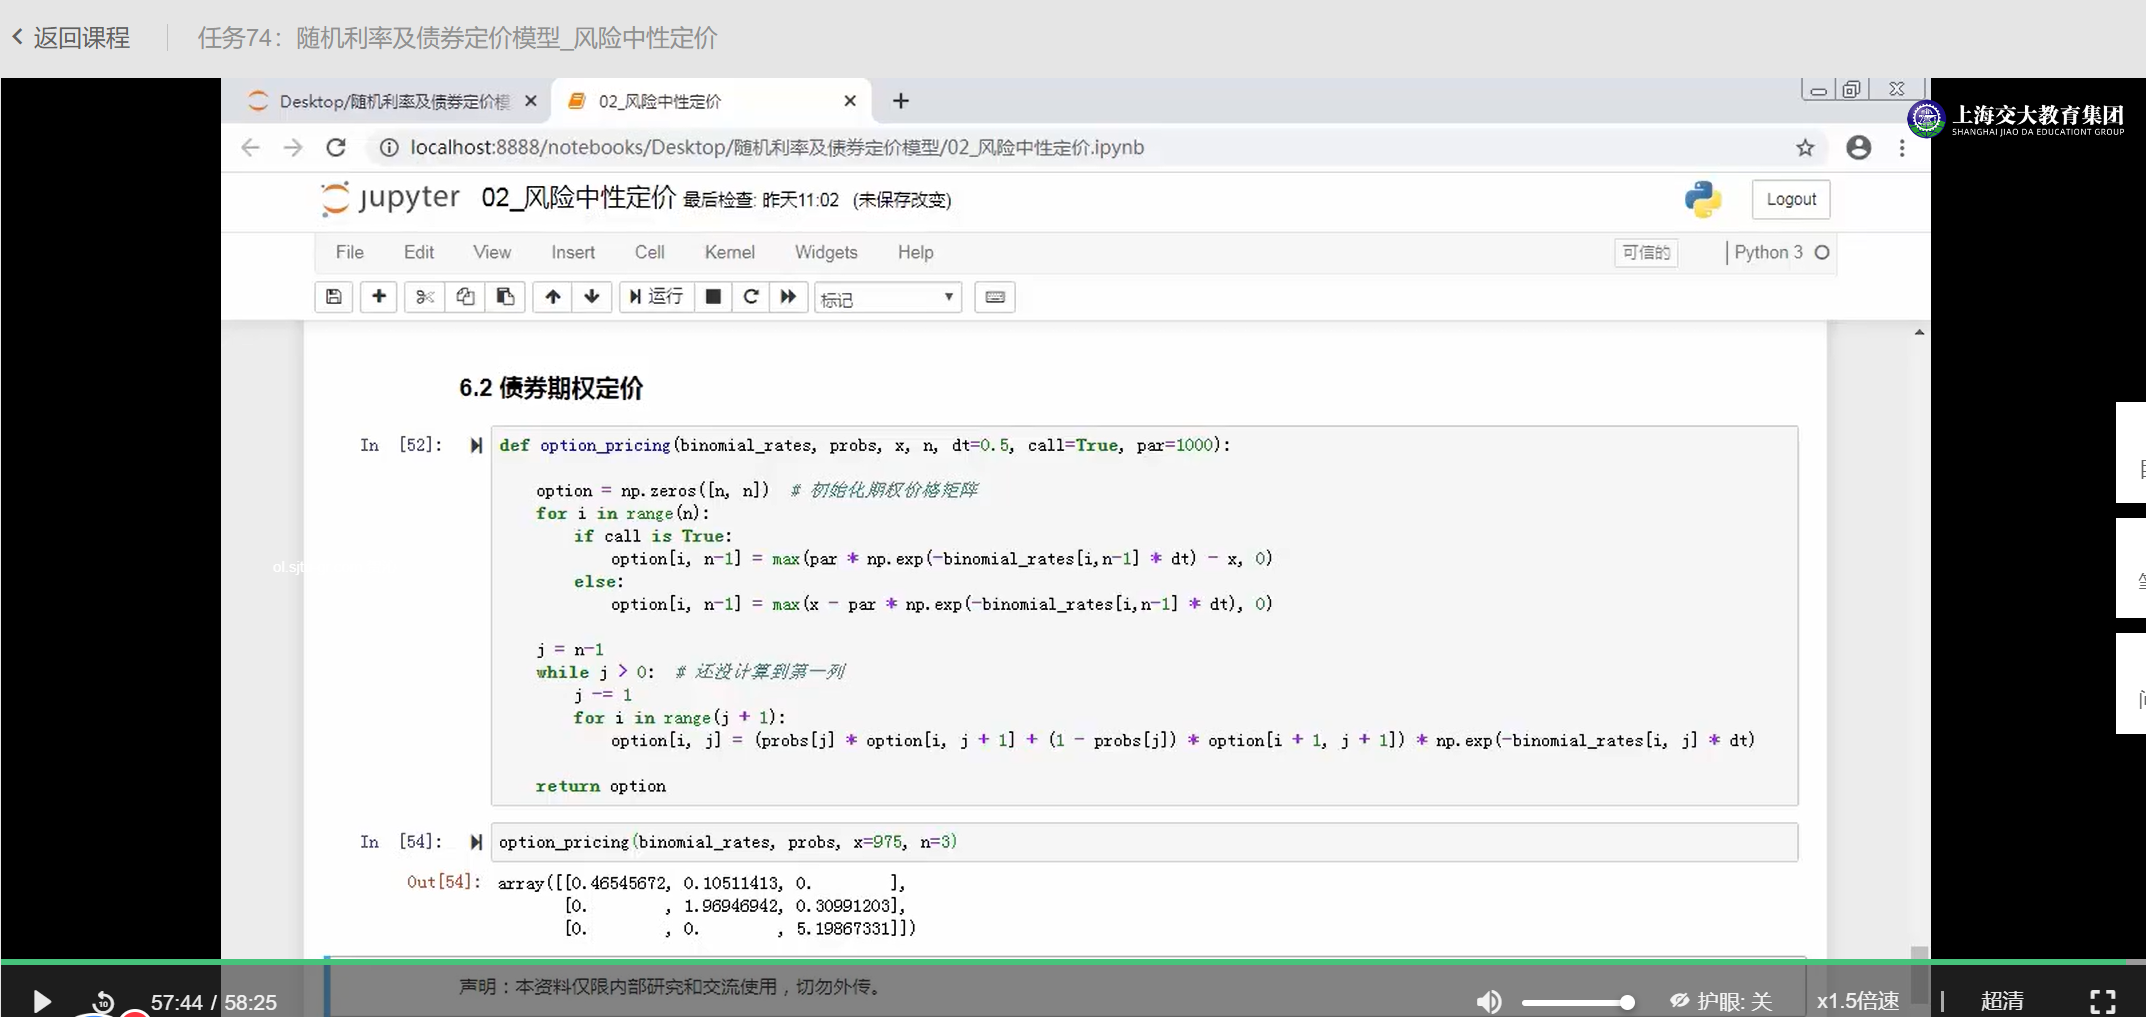 返回课程
任务74：随机利率及债券定价模型_风险中性定价
Desktop/随机利率及债券定价模
02_风险中性定价
上海交大教育集团
SHANGHAI JIAO DA EDUCATIONT GROUP
localhost:8888/notebooks/Desktop/随机利率及债券定价模型/02_风险中性定价.ipynb
jupyter 02_风险中性定价 最后检查: 昨天11:02 (未保存改变)
Logout
File Edit View Insert Cell Kernel Widgets Help
可信的
Python 3
运行
标记
6.2 债券期权定价
In [52]:
def option_pricing(binomial_rates, probs, x, n, dt=0.5, call=True, par=1000):
option = np.zeros([n, n]) # 初始化期权价格矩阵
for i in range(n):
if call is True:
option[i, n-1] = max(par * np.exp(-binomial_rates[i,n-1] * dt) - x, 0)
else:
option[i, n-1] = max(x - par * np.exp(-binomial_rates[i,n-1] * dt), 0)
j = n-1
while j > 0: # 还没计算到第一列
j -= 1
for i in range(j + 1):
option[i, j] = (probs[j] * option[i, j + 1] + (1 - probs[j]) * option[i + 1, j + 1]) * np.exp(-binomial_rates[i, j] * dt)
return option
In [54]:
option_pricing(binomial_rates, probs, x=975, n=3)
Out[54]: array([[0.46545672, 0.10511413, 0. ],
[0. , 1.96946942, 0.30991203],
[0. , 0. , 5.19867331]])
声明：本资料仅限内部研究和交流使用，切勿外传。
10
57:44 / 58:25
护眼: 关
x1.5倍速
超清